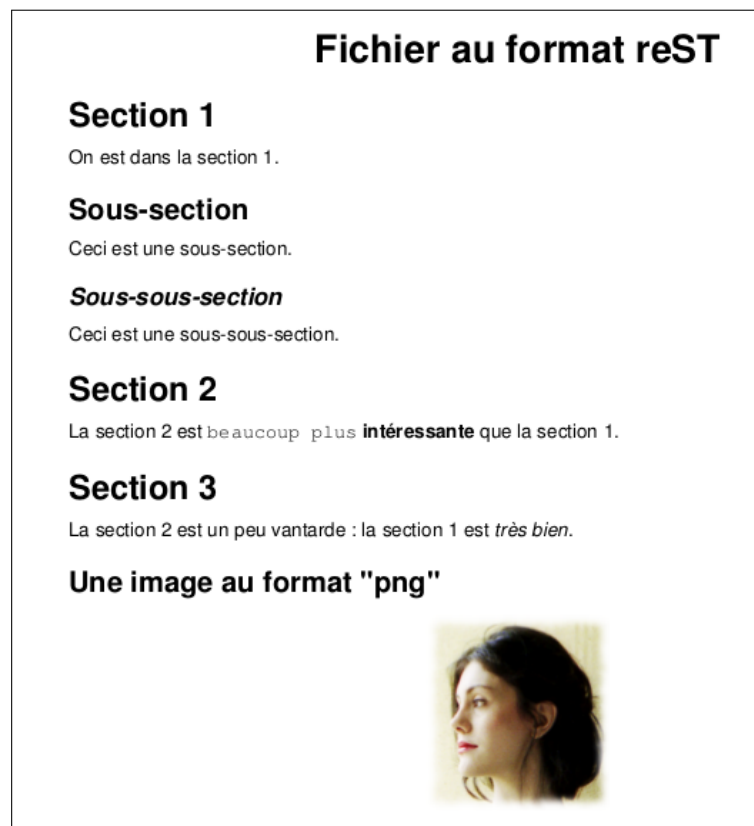 Fichier au format reST
Section 1
On est dans la section 1.
Sous-section
Ceci est une sous-section.
Sous-sous-section
Ceci est une sous-sous-section.
Section 2
La section 2 est beaucoup plus intéressante que la section 1.
Section 3
La section 2 est un peu vantarde : la section 1 est très bien.
Une image au format "png"